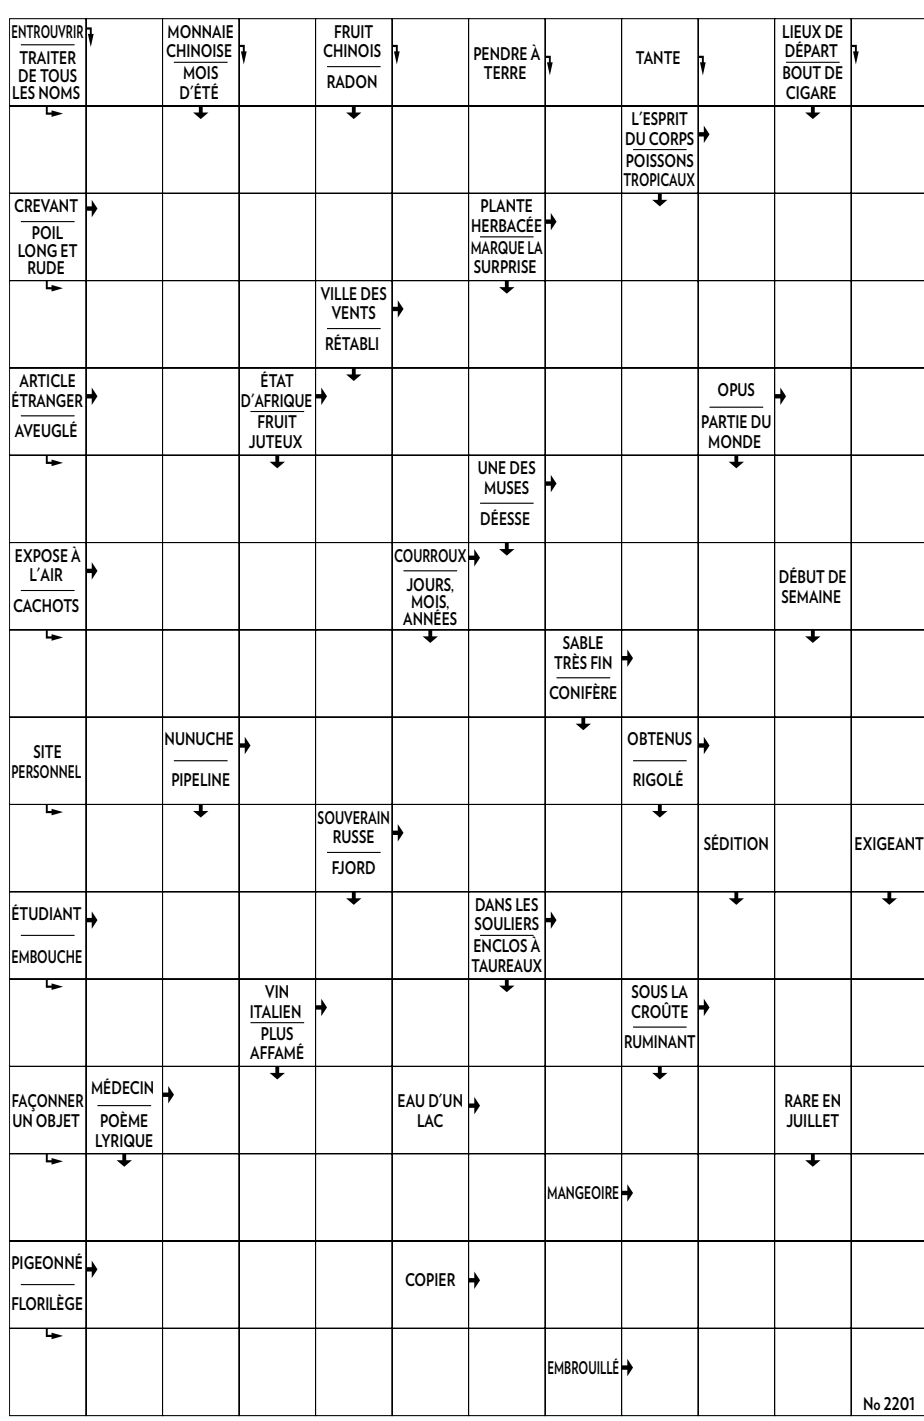 ENTROUVRIR
TRAITER
DE TOUS
LES NOMS
MONNAIE
CHINOISE
MOIS
D'ÉTÉ
FRUIT
CHINOIS
RADON
PENDRE À
TERRE
TANTE
LIEUX DE
DÉPART
BOUT DE
CIGARE
L'ESPRIT
DU CORPS
POISSONS
TROPICAUX
CREVANT
POIL
LONG ET
RUDE
PLANTE
HERBACÉE
MARQUE LA
SURPRISE
VILLE DES
VENTS
RÉTABLI
ARTICLE
ÉTRANGER
AVEUGLÉ
ÉTAT
D'AFRIQUE
FRUIT
JUTEUX
OPUS
PARTIE DU
MONDE
UNE DES
MUSES
DÉESSE
EXPOSE À
L'AIR
CACHOTS
COURROUX
JOURS,
MOIS,
ANNÉES
DÉBUT DE
SEMAINE
SABLE
TRÈS FIN
CONIFÈRE
SITE
PERSONNEL
NUNUCHE
PIPELINE
OBTENUS
RIGOLÉ
SOUVERAIN
RUSSE
FJORD
SÉDITION
EXIGEANT
ÉTUDIANT
EMBOUCHE
DANS LES
SOULIERS
ENCLOS À
TAUREAUX
VIN
ITALIEN
PLUS
AFFAMÉ
SOUS LA
CROÛTE
RUMINANT
FAÇONNER
UN OBJET
MÉDECIN
POÈME
LYRIQUE
EAU D'UN
LAC
RARE EN
JUILLET
MANGEOIRE
PIGEONNÉ
FLORILÈGE
COPIER
EMBROUILLÉ
No 2201